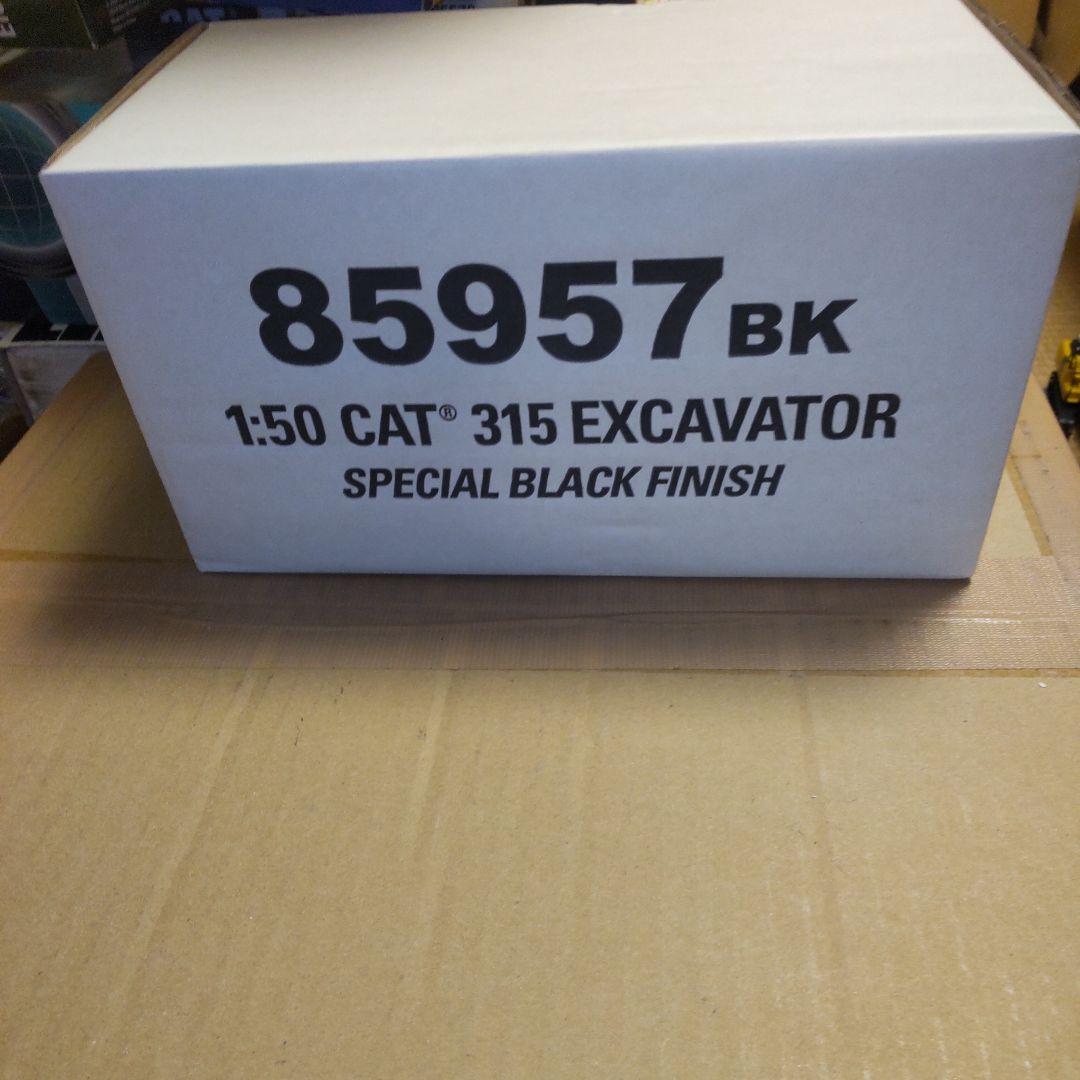 85957BK
1:50 CAT® 315 EXCAVATOR
SPECIAL BLACK FINISH